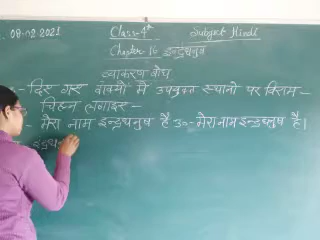 08-02-2021 Class-4th Subject Hindi
Chapter 16 इन्द्रधनुष
व्याकरण बोध
- दिए गए वाक्यों में उपयुक्त स्थानों पर विराम-
चिह्न लगाइए-
- मेरा नाम इन्द्रधनुष है उ०-मेरा नाम इन्द्रधनुष है।
इंद्रधनु